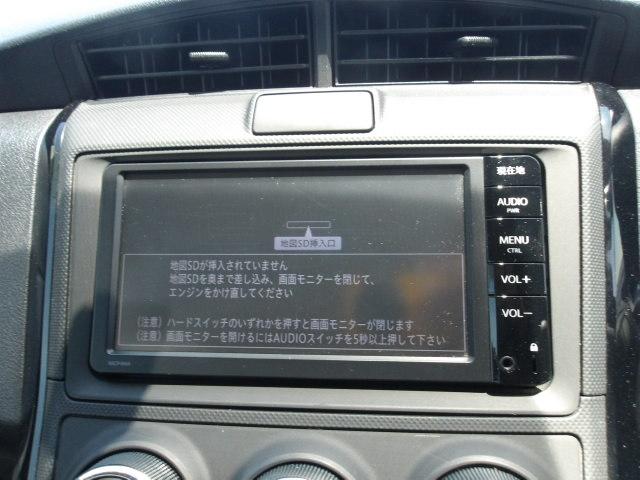 現在地
AUDIO
PWR
MENU
CTRL
VOL+
VOL−
地図SD挿入口
地図SDが挿入されていません
地図SDを奥まで差し込み、画面モニターを閉じて、
エンジンをかけ直してください
（注意）ハードスイッチのいずれかを押すと画面モニターが閉じます
（注意）画面モニターを開けるにはAUDIOスイッチを5秒以上押して下さい